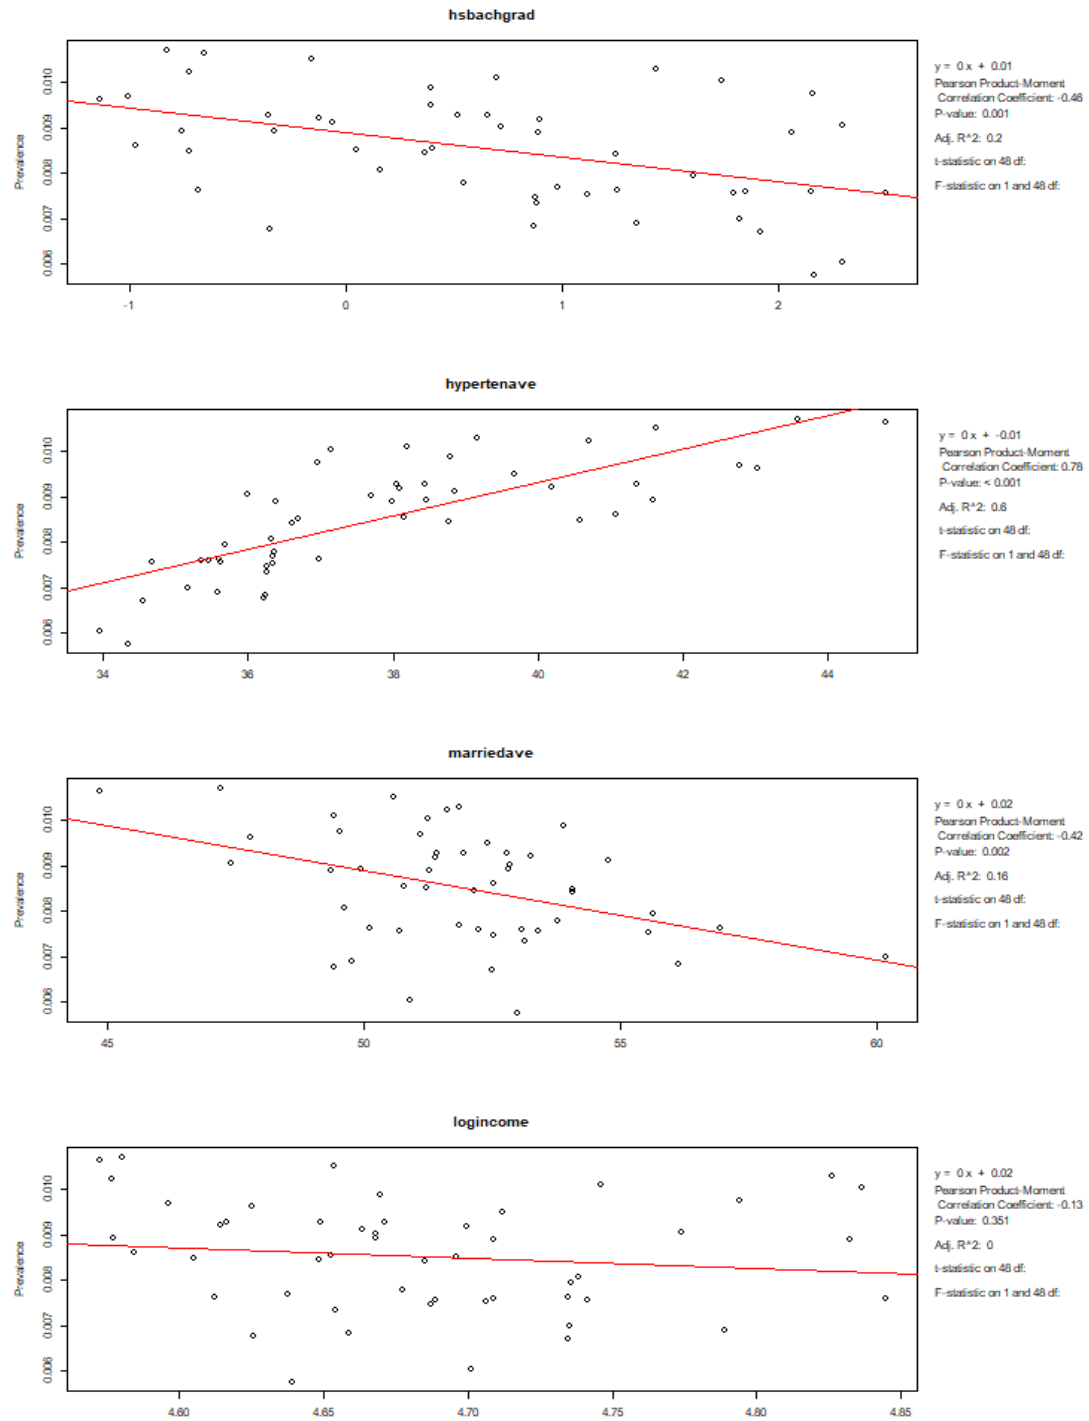 hsbachgrad
Prevalence
0.010
0.009
0.008
0.007
0.006
-1 0 1 2
y = 0 x + 0.01
Pearson Product-Moment
Correlation Coefficient: -0.46
P-value: 0.001
Adj. R^2: 0.2
t-statistic on 48 df:
F-statistic on 1 and 48 df:
hypertenave
Prevalence
0.010
0.009
0.008
0.007
0.006
34 36 38 40 42 44
y = 0 x + -0.01
Pearson Product-Moment
Correlation Coefficient: 0.78
P-value: < 0.001
Adj. R^2: 0.6
t-statistic on 48 df:
F-statistic on 1 and 48 df:
marriedave
Prevalence
0.010
0.009
0.008
0.007
0.006
45 50 55 60
y = 0 x + 0.02
Pearson Product-Moment
Correlation Coefficient: -0.42
P-value: 0.002
Adj. R^2: 0.16
t-statistic on 48 df:
F-statistic on 1 and 48 df:
logincome
Prevalence
0.010
0.009
0.008
0.007
0.006
4.60 4.65 4.70 4.75 4.80 4.85
y = 0 x + 0.02
Pearson Product-Moment
Correlation Coefficient: -0.13
P-value: 0.351
Adj. R^2: 0
t-statistic on 48 df:
F-statistic on 1 and 48 df: